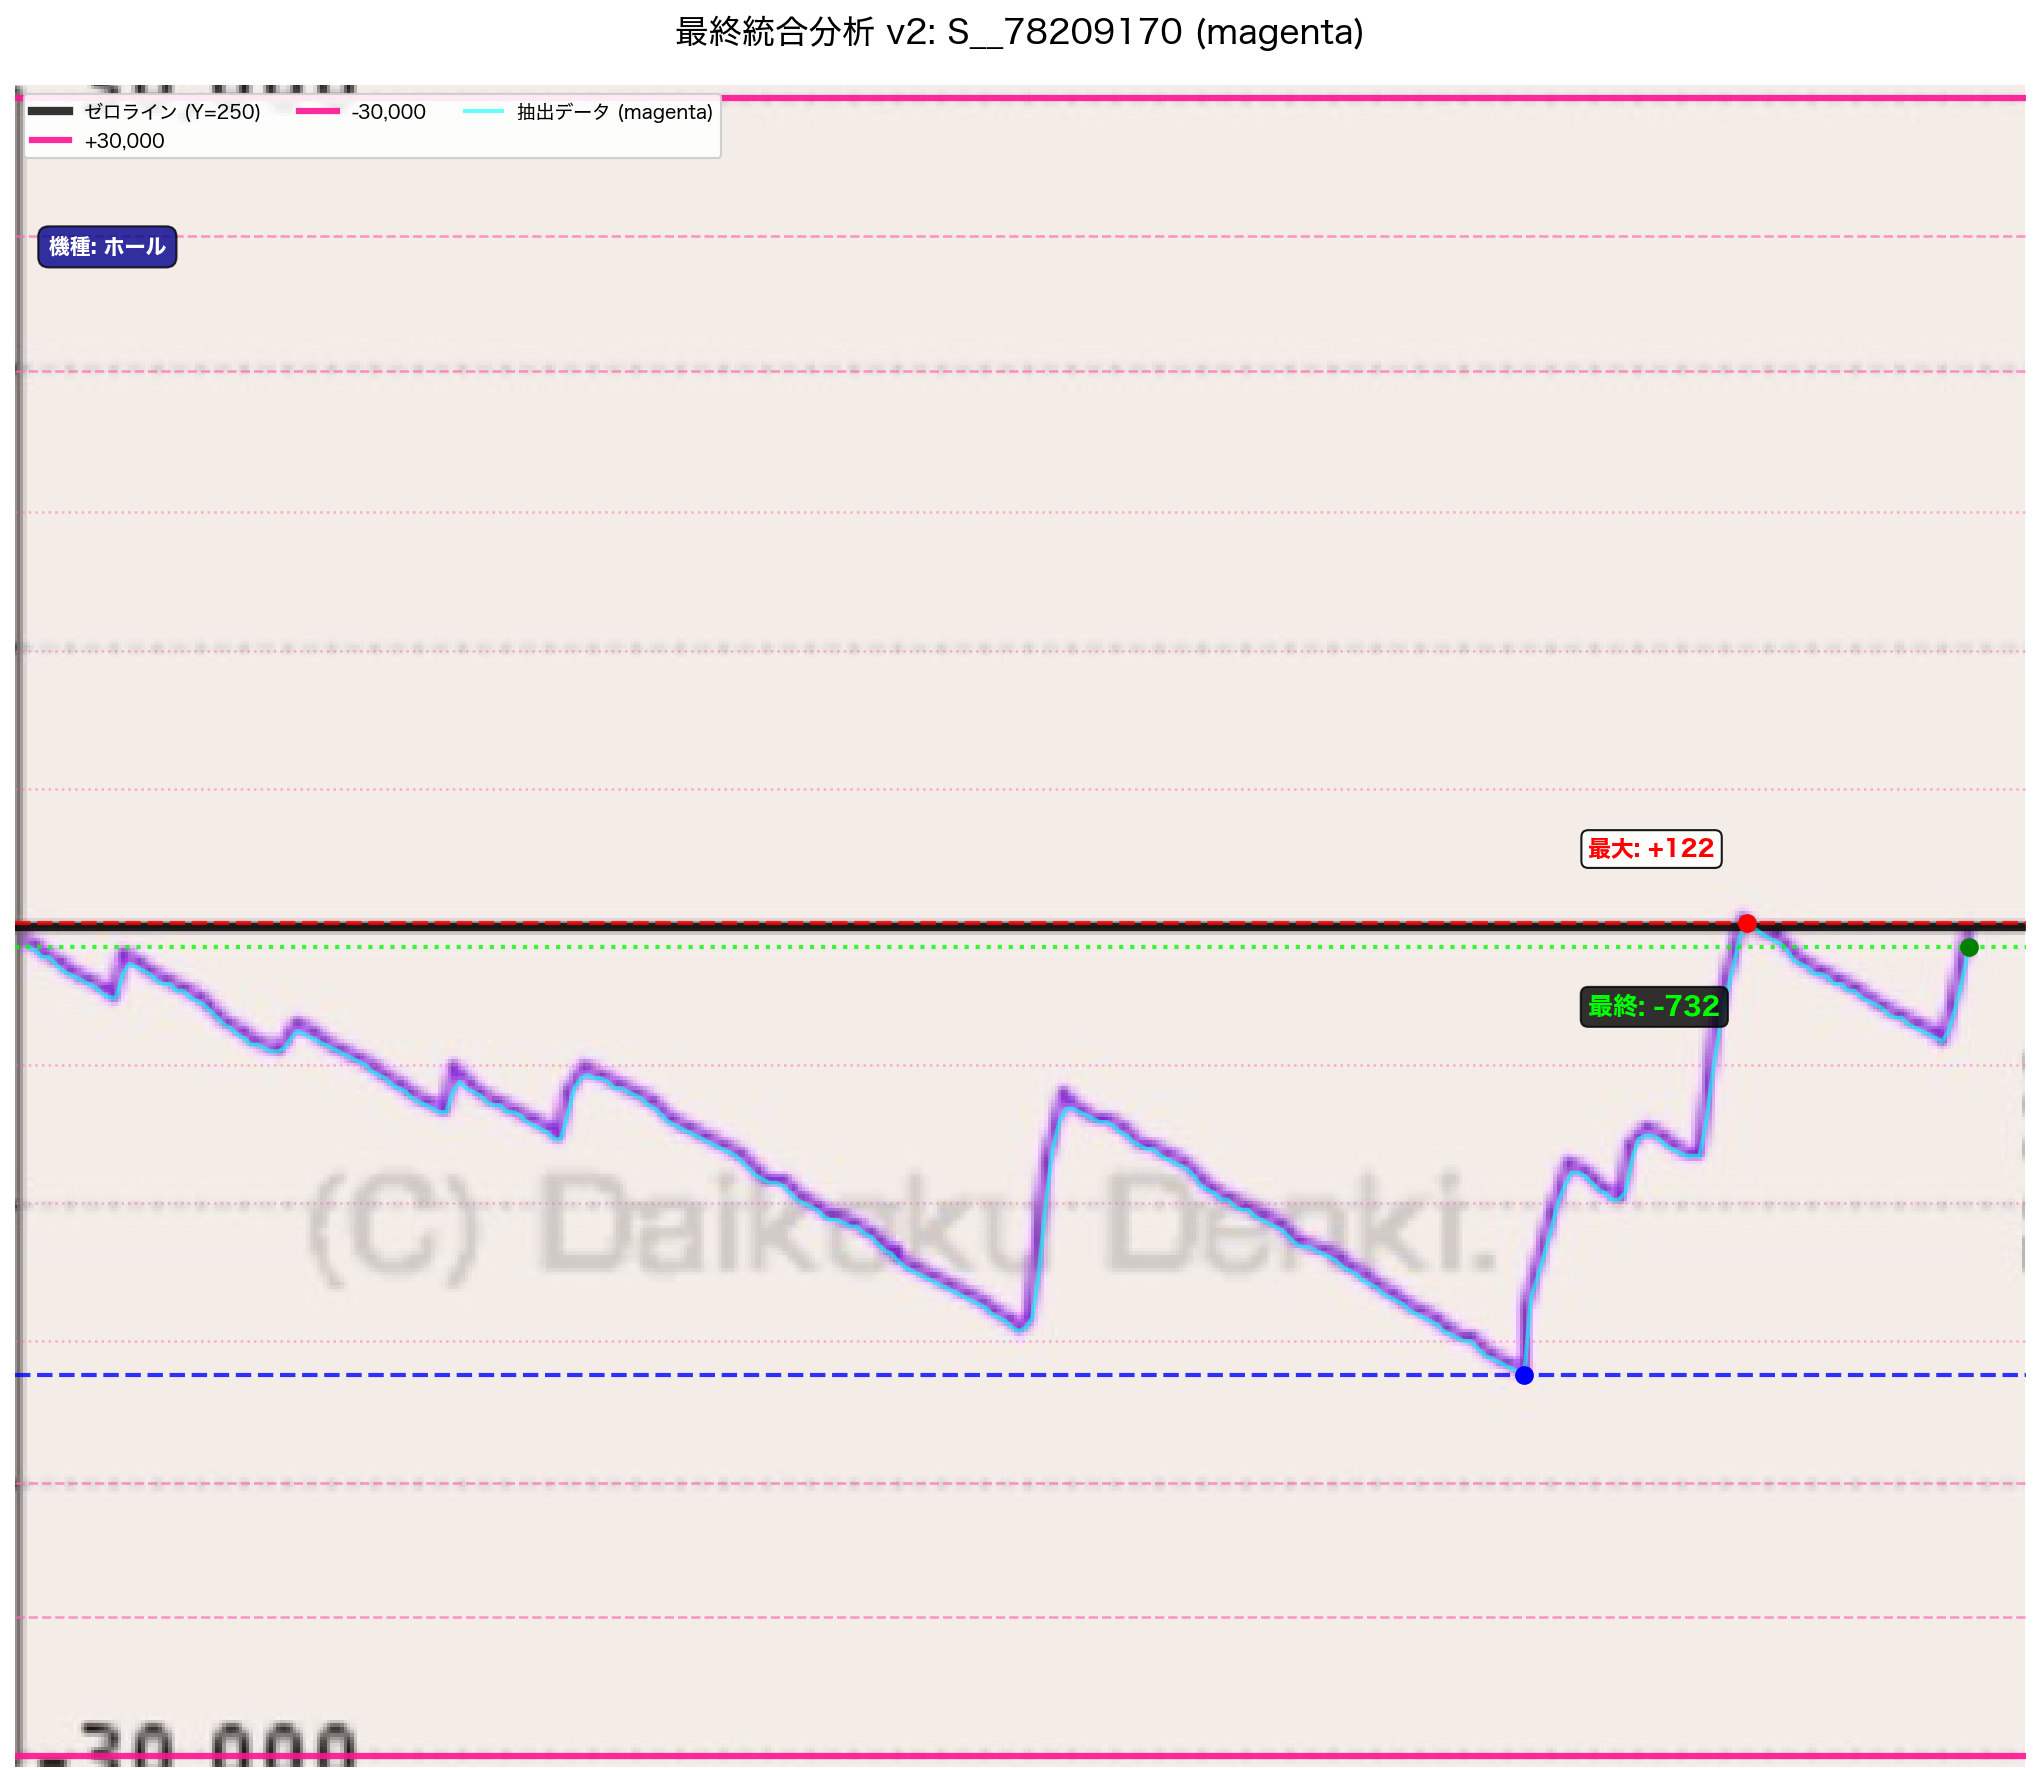 最終統合分析 v2: S__78209170 (magenta)
30,000
ゼロライン (Y=250)
-30,000
抽出データ (magenta)
+30,000
機種: ホール
最大: +122
最終: -732
(C) Daikoku Denki.
-30,000